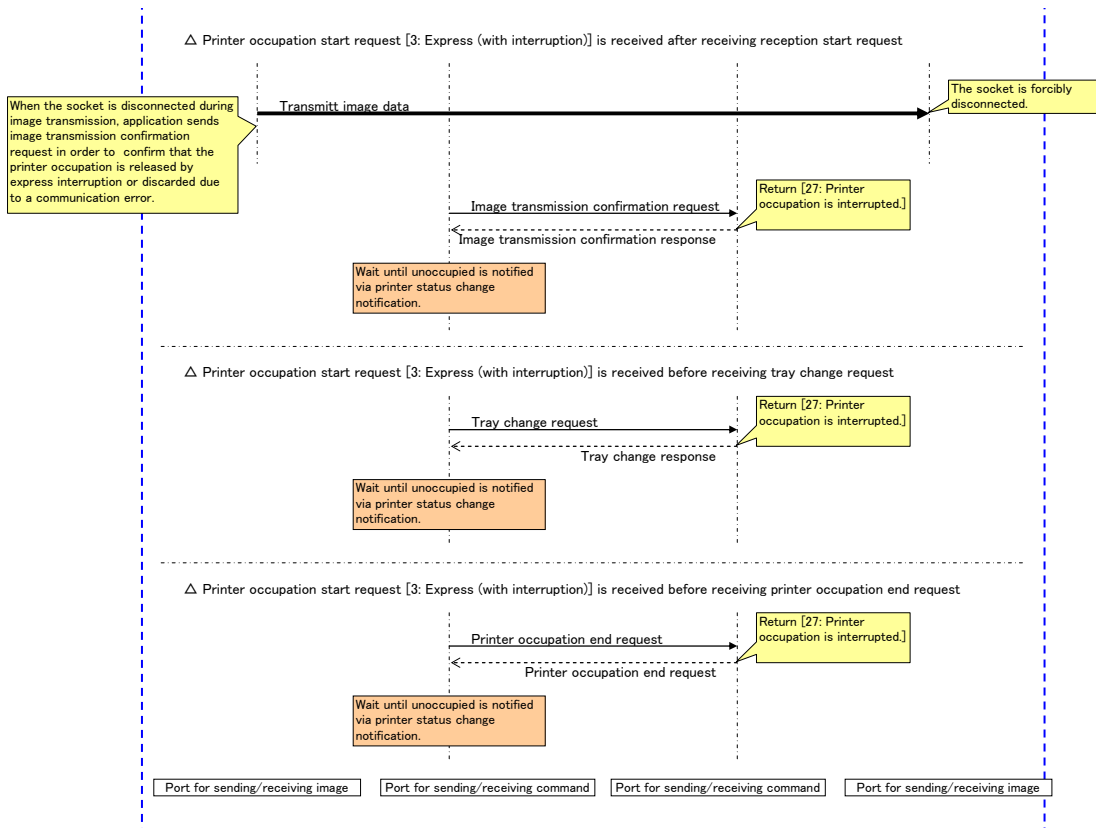 △ Printer occupation start request [3: Express (with interruption)] is received after receiving reception start request
When the socket is disconnected during
image transmission, application sends
image transmission confirmation
request in order to confirm that the
printer occupation is released by
express interruption or discarded due
to a communication error.
Transmitt image data
The socket is forcibly
disconnected.
Image transmission confirmation request
Return [27: Printer
occupation is interrupted.]
Image transmission confirmation response
Wait until unoccupied is notified
via printer status change
notification.
△ Printer occupation start request [3: Express (with interruption)] is received before receiving tray change request
Tray change request
Return [27: Printer
occupation is interrupted.]
Tray change response
Wait until unoccupied is notified
via printer status change
notification.
△ Printer occupation start request [3: Express (with interruption)] is received before receiving printer occupation end request
Printer occupation end request
Return [27: Printer
occupation is interrupted.]
Printer occupation end request
Wait until unoccupied is notified
via printer status change
notification.
Port for sending/receiving image
Port for sending/receiving command
Port for sending/receiving command
Port for sending/receiving image